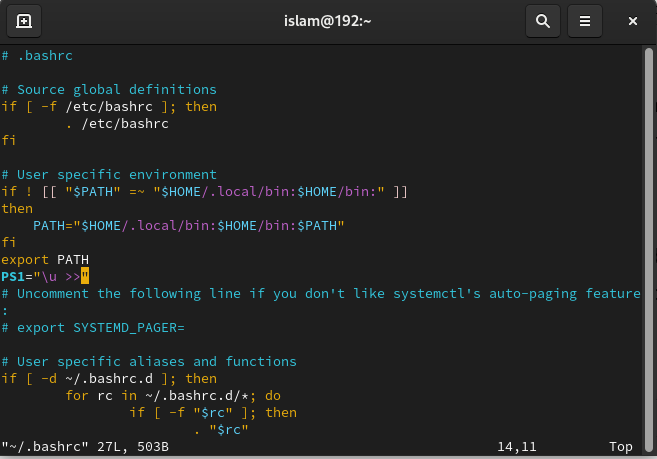 islam@192:~
# .bashrc
# Source global definitions
if [ -f /etc/bashrc ]; then
        . /etc/bashrc
fi
# User specific environment
if ! [[ "$PATH" =~ "$HOME/.local/bin:$HOME/bin:" ]]
then
    PATH="$HOME/.local/bin:$HOME/bin:$PATH"
fi
export PATH
PS1="\u >>"
# Uncomment the following line if you don't like systemctl's auto-paging feature
:
# export SYSTEMD_PAGER=
# User specific aliases and functions
if [ -d ~/.bashrc.d ]; then
        for rc in ~/.bashrc.d/*; do
                if [ -f "$rc" ]; then
                        . "$rc"
"~/.bashrc" 27L, 503B 14,11 Top